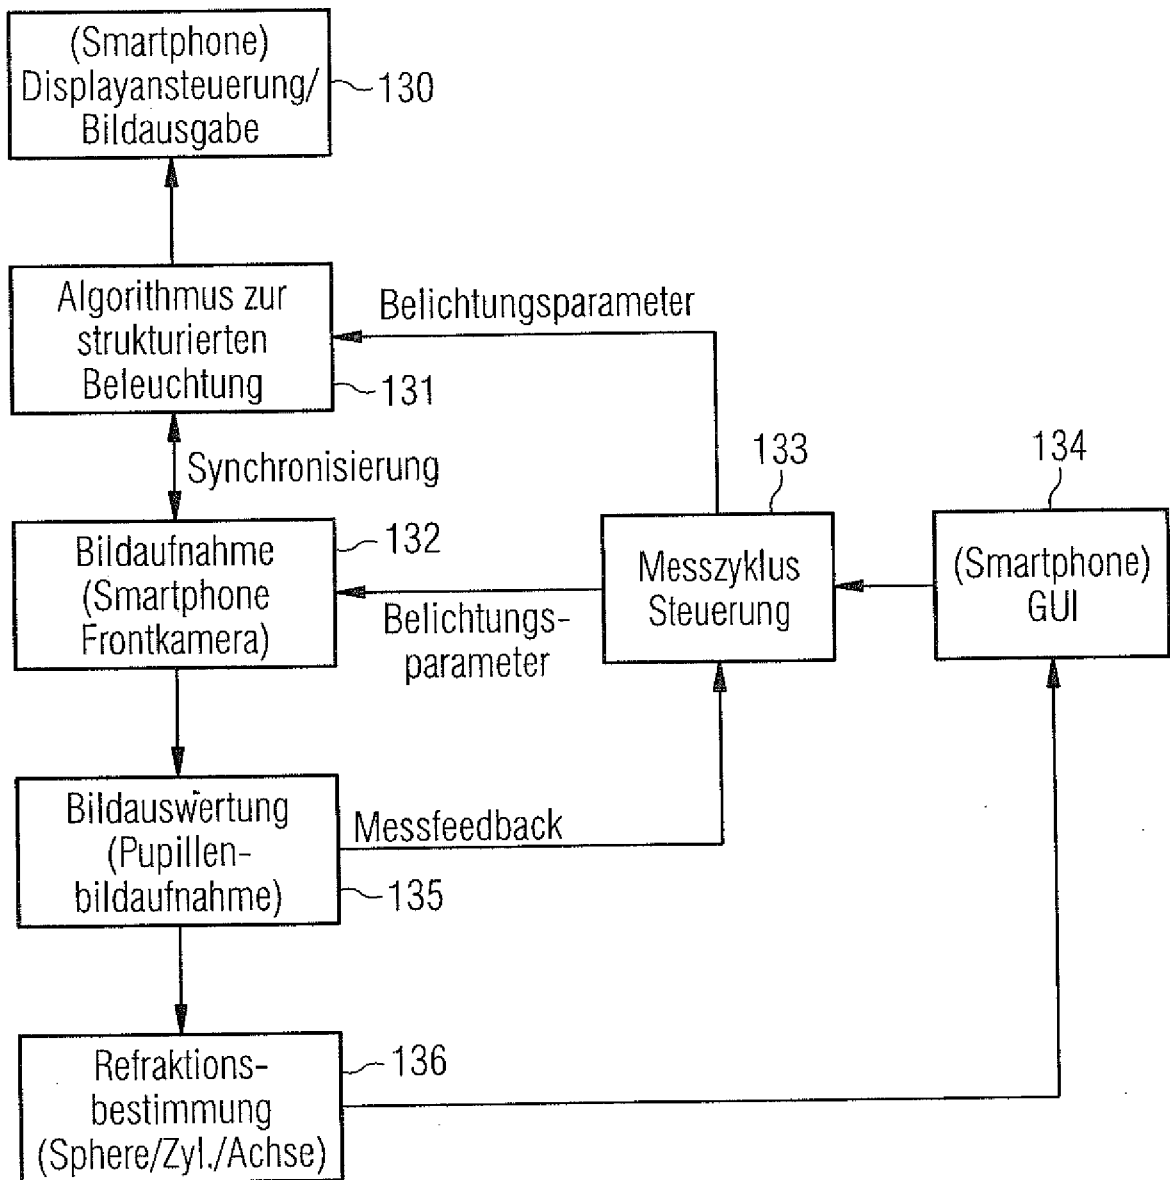 (Smartphone)
Displayansteuerung/
Bildausgabe
130
Algorithmus zur
strukturierten
Beleuchtung
131
Belichtungsparameter
Synchronisierung
Bildaufnahme
(Smartphone
Frontkamera)
132
Belichtungs-
parameter
133
Messzyklus
Steuerung
134
(Smartphone)
GUI
Bildauswertung
(Pupillen-
bildaufnahme)
135
Messfeedback
Refraktions-
bestimmung
(Sphere/Zyl./Achse)
136